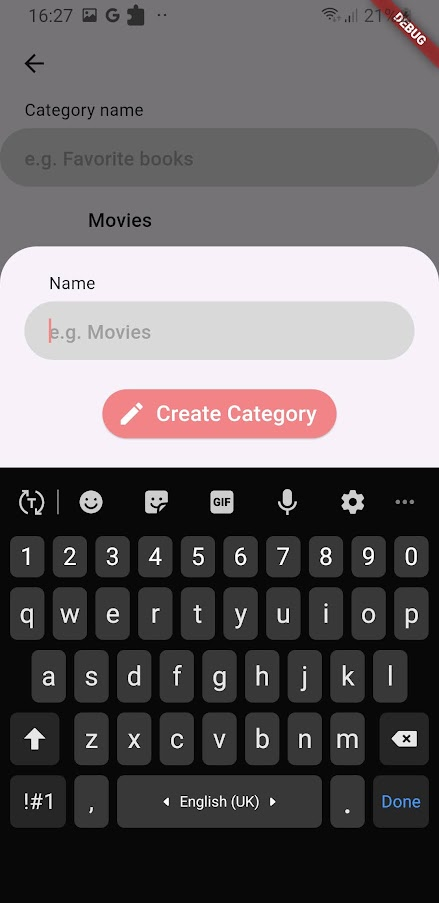 16:27 G 21%
DEBUG
Category name
e.g. Favorite books
Movies
Name
e.g. Movies
Create Category
T GIF
1 2 3 4 5 6 7 8 9 0
q w e r t y u i o p
a s d f g h j k l
z x c v b n m
!#1 , English (UK) . Done